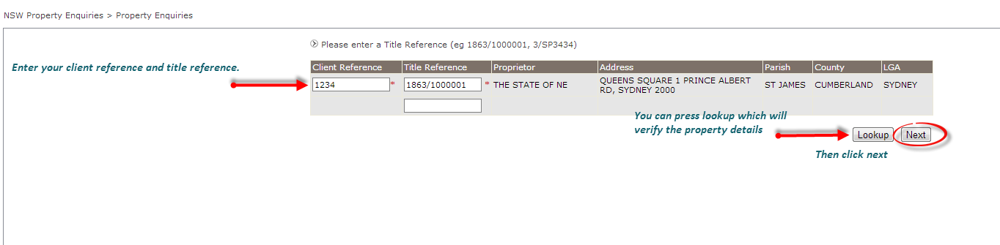 NSW Property Enquiries > Property Enquiries
Please enter a Title Reference (eg 1863/1000001, 3/SP3434)
Enter your client reference and title reference.
Client Reference Title Reference Proprietor Address Parish County LGA
1234 * 1863/1000001 * THE STATE OF NE QUEENS SQUARE 1 PRINCE ALBERT ST JAMES CUMBERLAND SYDNEY
RD, SYDNEY 2000
You can press lookup which will
verify the property details
Lookup Next
Then click next